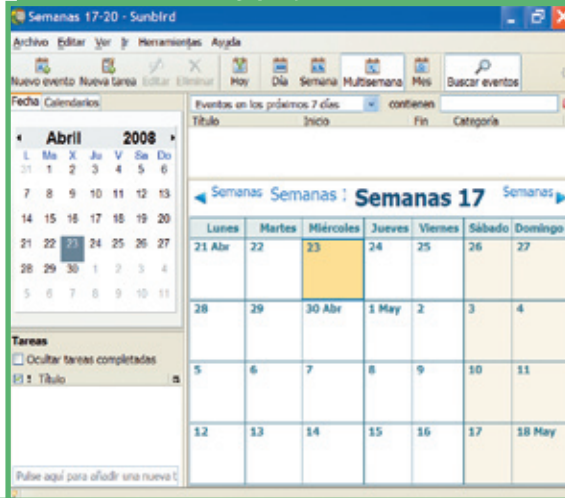 Semanas 17-20 - Sunbird
Archivo Editar Ver Ir Herramientas Ayuda
Nuevo evento Nueva tarea Editar Eliminar Hoy Día Semana Multisemana Mes Buscar eventos
Fecha Calendarios
Eventos en los próximos 7 días contienen
Título Inicio Fin Categoría
Abril 2008
L Ma X Ju V Sa Do
31 1 2 3 4 5 6
7 8 9 10 11 12 13
14 15 16 17 18 19 20
21 22 23 24 25 26 27
28 29 30 1 2 3 4
5 6 7 8 9 10 11
Semanas Semanas 1 Semanas 17 Semanas
Lunes Martes Miércoles Jueves Viernes Sábado Domingo
21 Abr 22 23 24 25 26 27
28 29 30 Abr 1 May 2 3 4
5 6 7 8 9 10 11
12 13 14 15 16 17 18 May
Tareas
Ocultar tareas completadas
! Título
Pulse aquí para añadir una nueva t